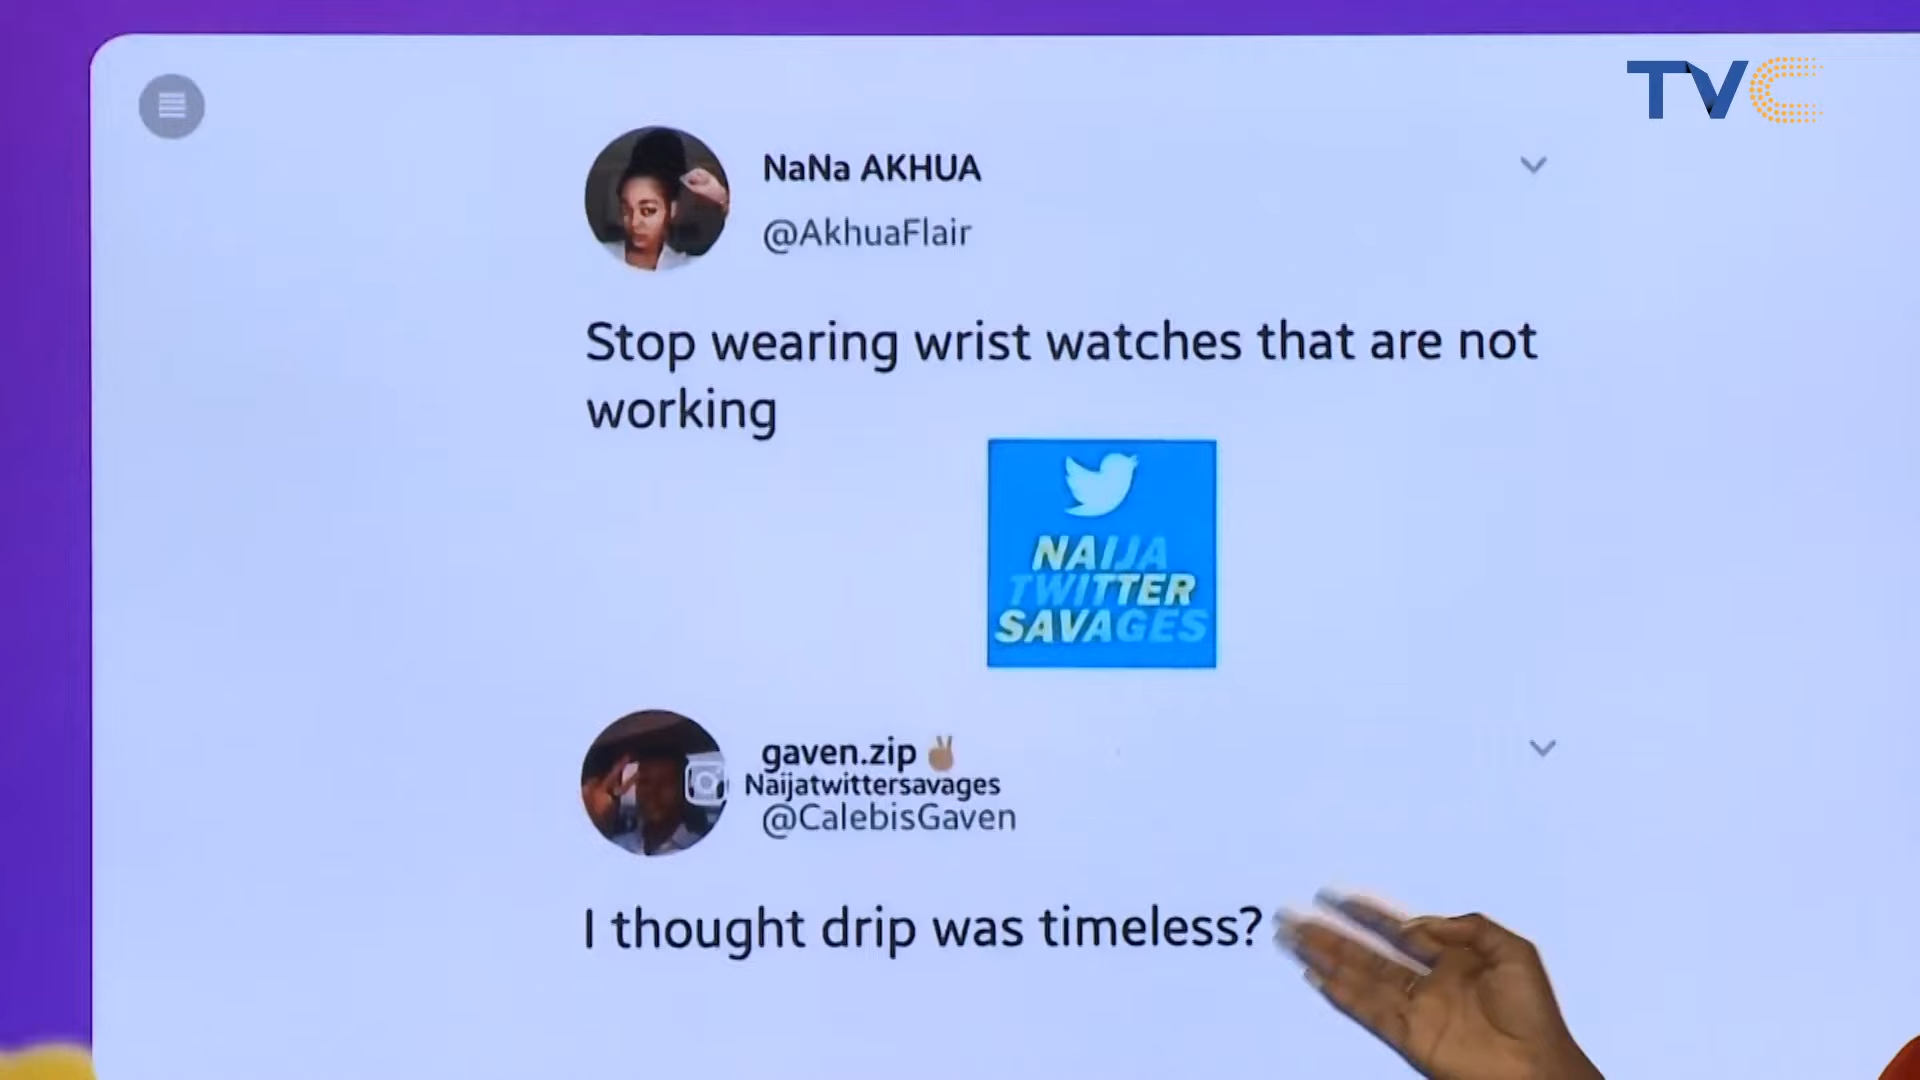 TVC
NaNa AKHUA
@AkhuaFlair
Stop wearing wrist watches that are not
working
NAIJA
TWITTER
SAVAGES
gaven.zip✌🏽
Naijatwittersavages
@CalebisGaven
I thought drip was timeless?